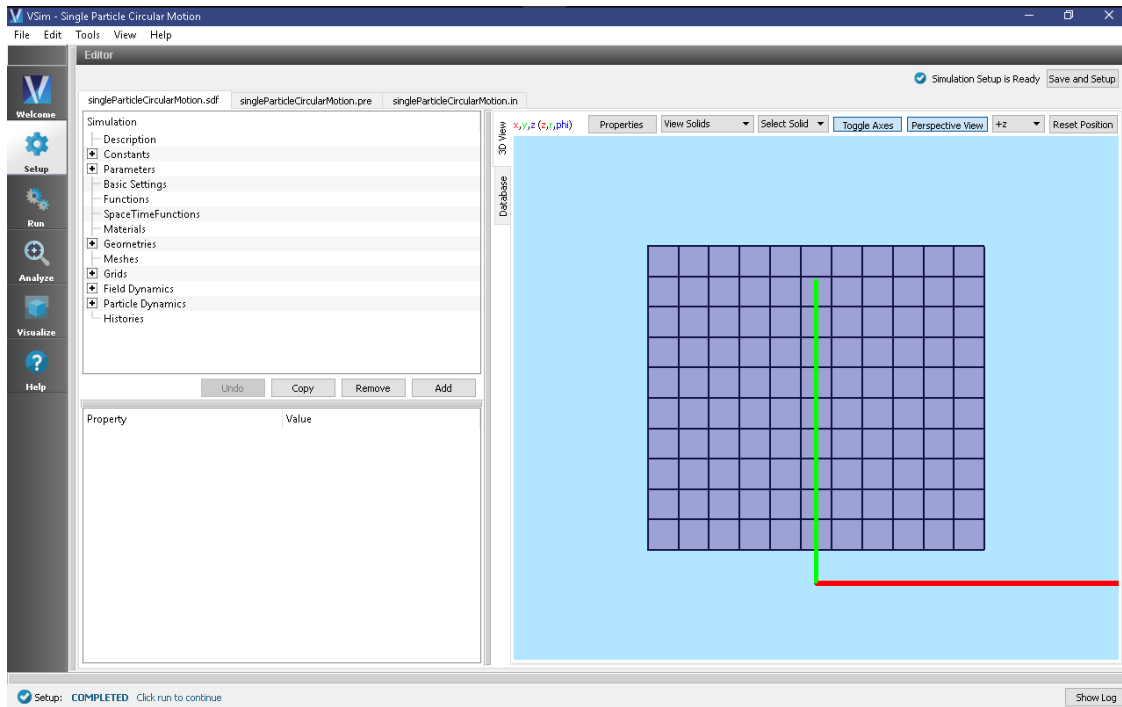 VSim - Single Particle Circular Motion
File Edit Tools View Help
Editor
Simulation Setup is Ready Save and Setup
singleParticleCircularMotion.sdf singleParticleCircularMotion.pre singleParticleCircularMotion.in
Welcome
Setup
Run
Analyze
Visualize
Help
Simulation
Description
Constants
Parameters
Basic Settings
Functions
SpaceTimeFunctions
Materials
Geometries
Meshes
Grids
Field Dynamics
Particle Dynamics
Histories
Undo Copy Remove Add
Property Value
3D View
Database
x,y,z (z,r,phi) Properties View Solids Select Solid Toggle Axes Perspective View +z Reset Position
Setup: COMPLETED Click run to continue
Show Log